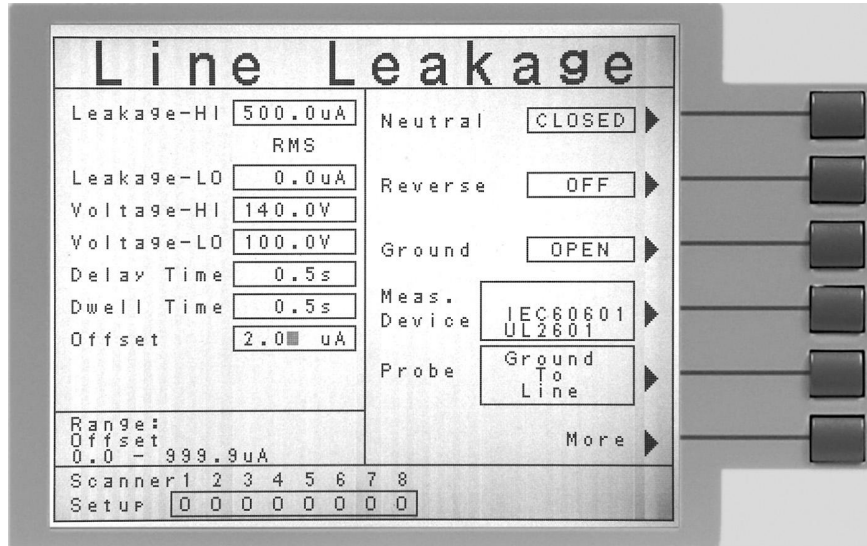 Line Leakage
Leakage-HI 500.0uA
RMS
Leakage-LO 0.0uA
Voltage-HI 140.0V
Voltage-LO 100.0V
Delay Time 0.5s
Dwell Time 0.5s
Offset 2.0 uA
Range:
Offset
0.0 - 999.9uA
Neutral CLOSED
Reverse OFF
Ground OPEN
Meas.
Device IEC60601
UL2601
Probe Ground
To
Line
More
Scanner 1 2 3 4 5 6 7 8
Setup 0 0 0 0 0 0 0 0